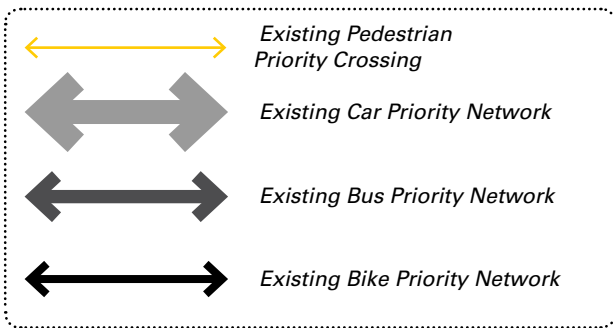 Existing Pedestrian
Priority Crossing
Existing Car Priority Network
Existing Bus Priority Network
Existing Bike Priority Network